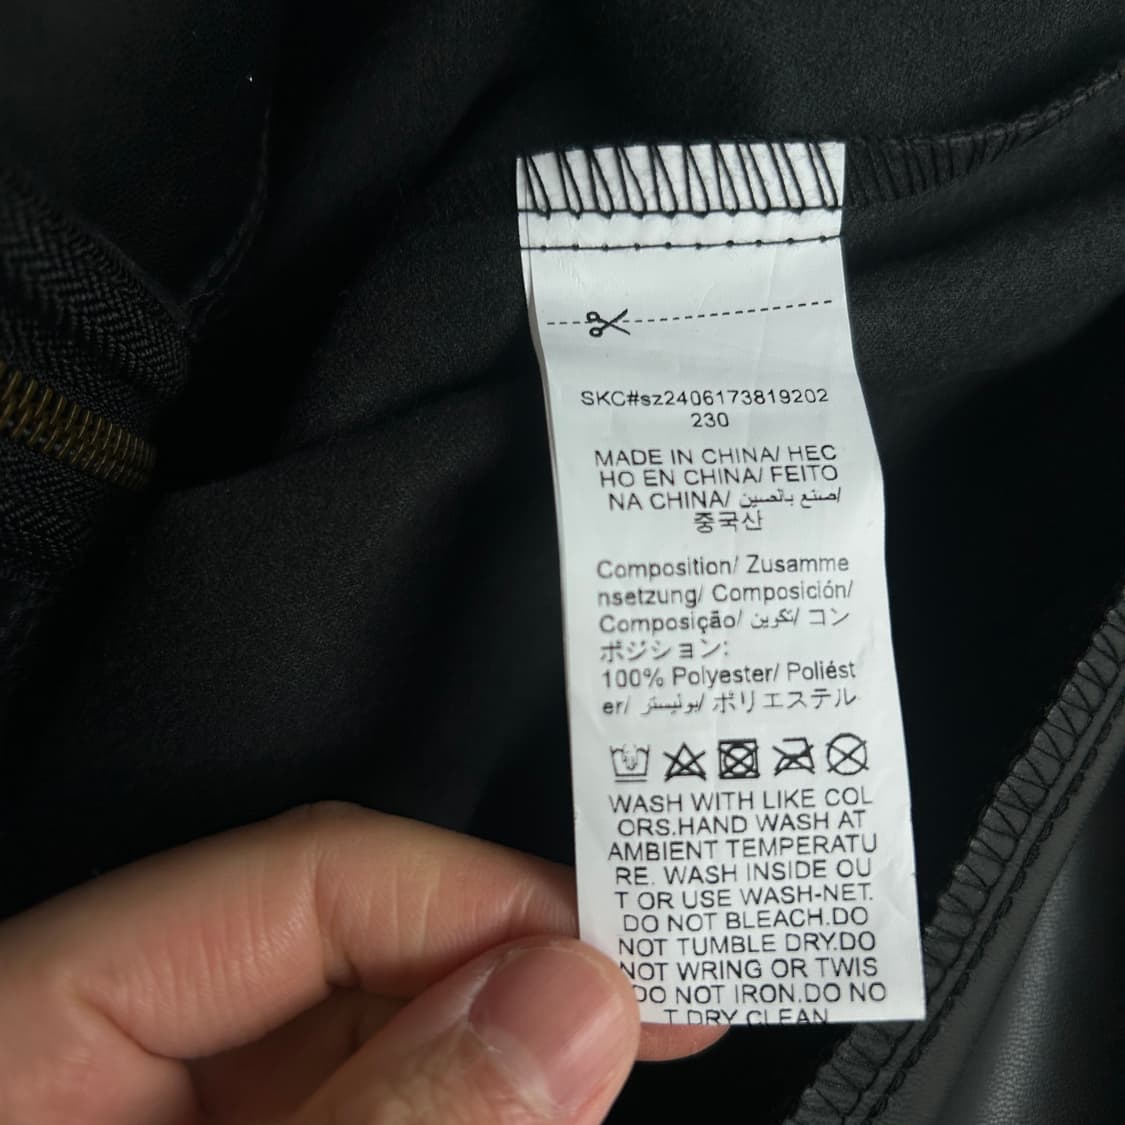 SKC#sz2406173819202
230
MADE IN CHINA/ HEC
HO EN CHINA/ FEITO
NA CHINA/ صنع بالصين/
중국산
Composition/ Zusamme
nsetzung/ Composición/
Composição/ تكوين/ コン
ポジション:
100% Polyester/ Poliést
er/ بوليستر/ ポリエステル
WASH WITH LIKE COL
ORS.HAND WASH AT
AMBIENT TEMPERATU
RE. WASH INSIDE OU
T OR USE WASH-NET.
DO NOT BLEACH.DO
NOT TUMBLE DRY.DO
NOT WRING OR TWIS
DO NOT IRON.DO NO
T DRY CLEAN